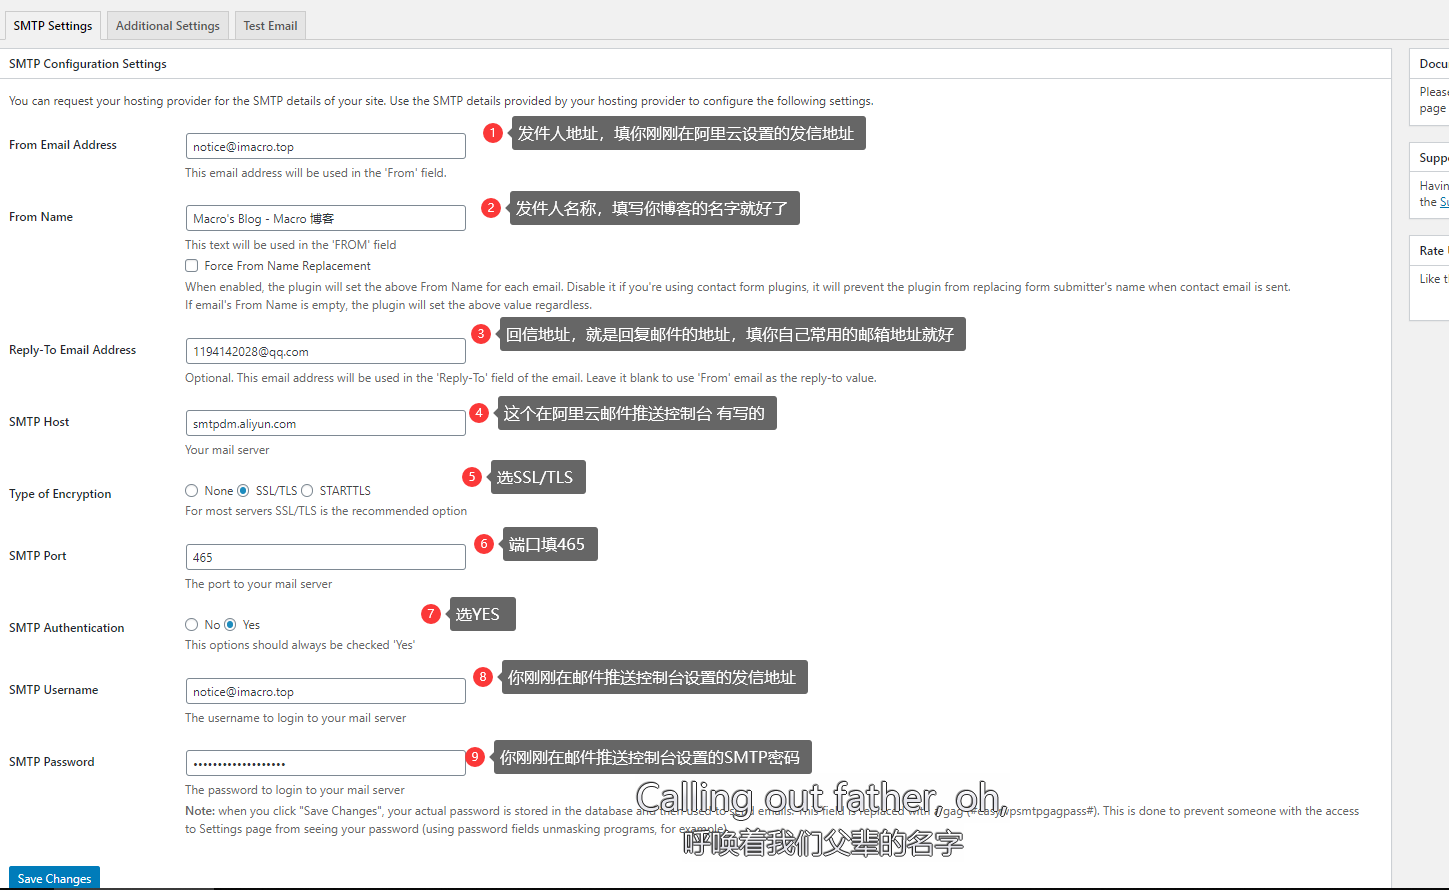 SMTP Settings
Additional Settings
Test Email
SMTP Configuration Settings
You can request your hosting provider for the SMTP details of your site. Use the SMTP details provided by your hosting provider to configure the following settings.
From Email Address
notice@imacro.top
1 发件人地址，填你刚刚在阿里云设置的发信地址
This email address will be used in the 'From' field.
From Name
Macro's Blog - Macro 博客
2 发件人名称，填写你博客的名字就好了
This text will be used in the 'FROM' field
Force From Name Replacement
When enabled, the plugin will set the above From Name for each email. Disable it if you're using contact form plugins, it will prevent the plugin from replacing form submitter's name when contact email is sent.
If email's From Name is empty, the plugin will set the above value regardless.
3 回信地址，就是回复邮件的地址，填你自己常用的邮箱地址就好
Reply-To Email Address
1194142028@qq.com
Optional. This email address will be used in the 'Reply-To' field of the email. Leave it blank to use 'From' email as the reply-to value.
SMTP Host
smtpdm.aliyun.com
4 这个在阿里云邮件推送控制台 有写的
Your mail server
Type of Encryption
None SSL/TLS STARTTLS
5 选SSL/TLS
For most servers SSL/TLS is the recommended option
SMTP Port
465
6 端口填465
The port to your mail server
SMTP Authentication
No Yes
7 选YES
This options should always be checked 'Yes'
SMTP Username
notice@imacro.top
8 你刚刚在邮件推送控制台设置的发信地址
The username to login to your mail server
SMTP Password
•••••••••••••••••••
9 你刚刚在邮件推送控制台设置的SMTP密码
The password to login to your mail server
Note: when you click "Save Changes", your actual password is stored in the database and then used to send emails. This field is replaced with a gag (#easywpsmtpgagpass#). This is done to prevent someone with the access
to Settings page from seeing your password (using password fields unmasking programs, for example).
Calling out father, oh,
呼唤着我们父辈的名字
Save Changes
Please
page
the
Rate
Like